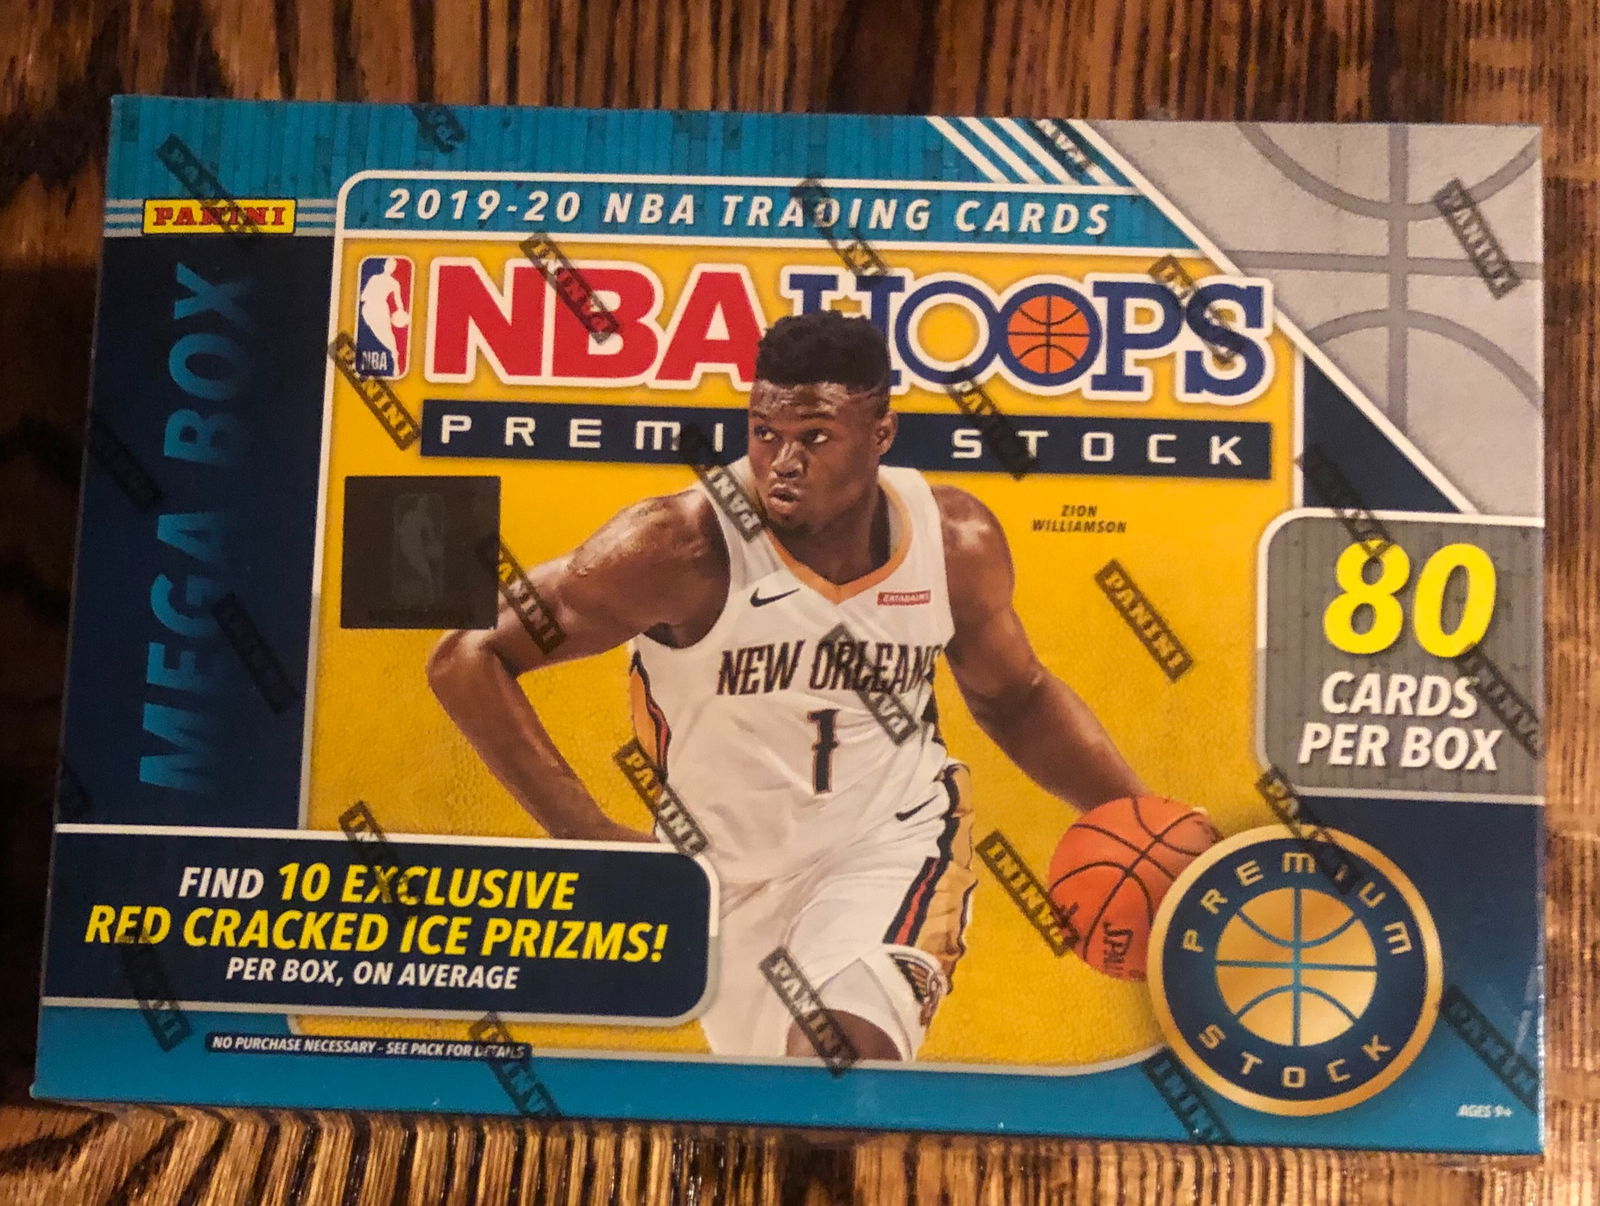 2019-20 NBA TRADING CARDS
PANINI
NBA HOOPS
NBA
PREMI STOCK
MEGA BOX
ZION
WILLIAMSON
80
CARDS
PER BOX
NEW ORLEANS
1
FIND 10 EXCLUSIVE
RED CRACKED ICE PRIZMS!
PER BOX, ON AVERAGE
PREMIUM
STOCK
NO PURCHASE NECESSARY - SEE PACK FOR DETAILS
AGES 9+